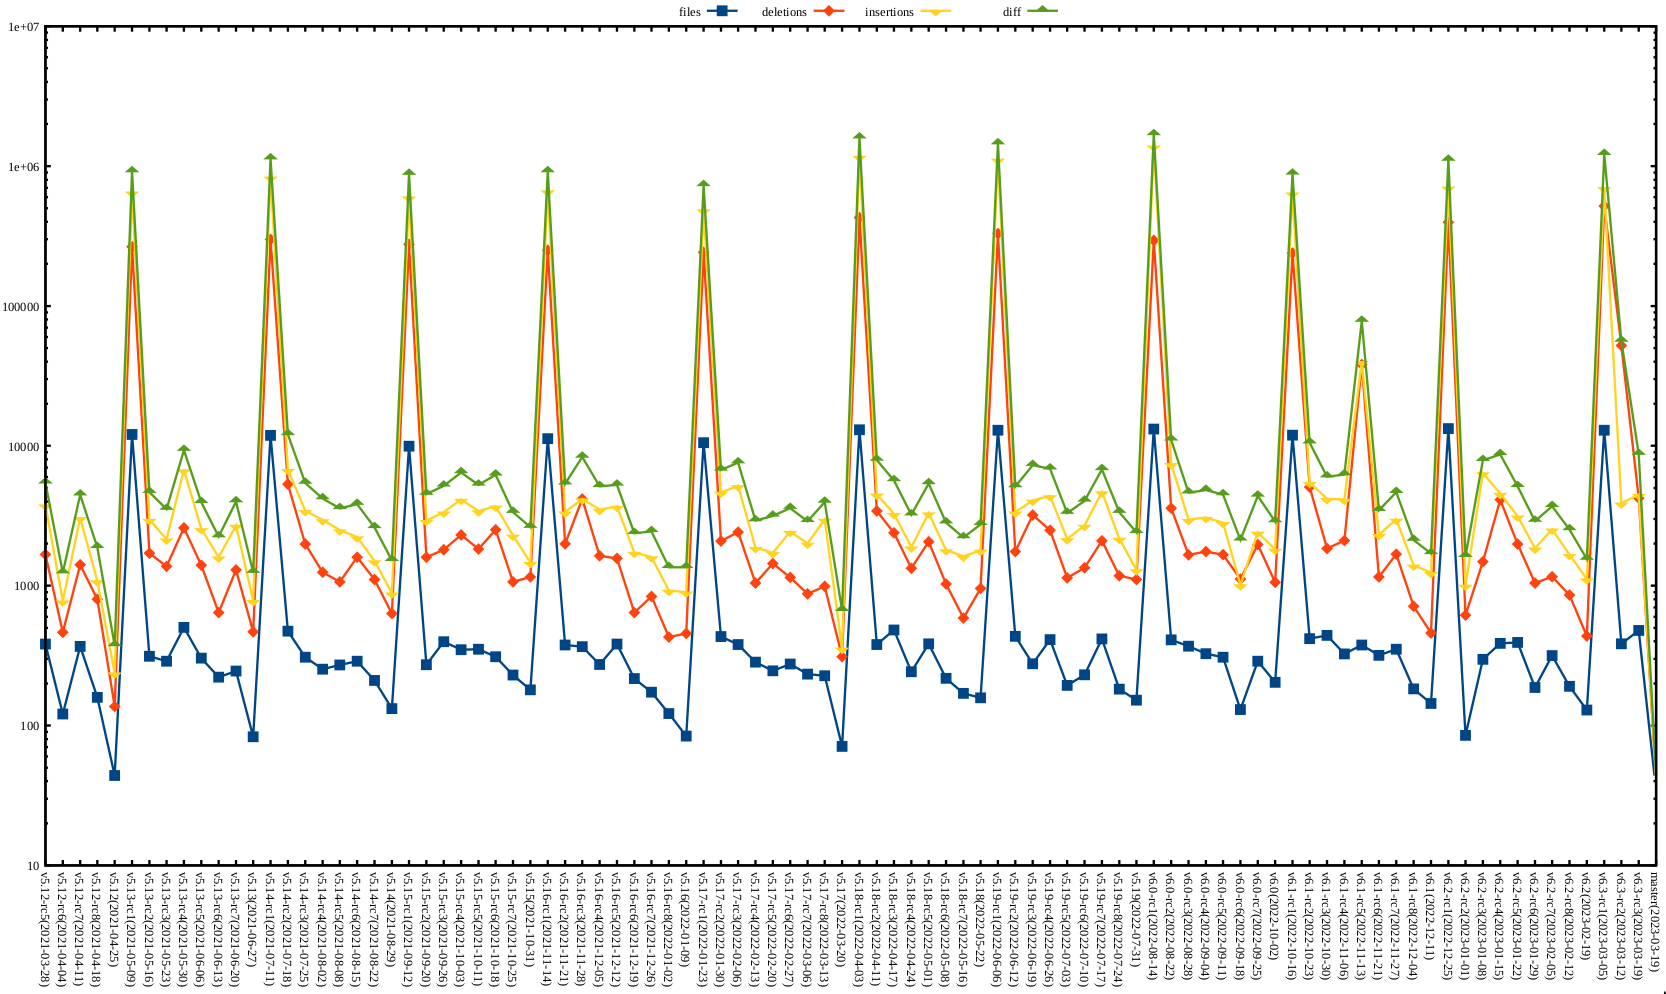 files deletions insertions diff
1e+07
1e+06
100000
10000
1000
100
10
v5.12-rc5(2021-03-28)
v5.12-rc6(2021-04-04)
v5.12-rc7(2021-04-11)
v5.12-rc8(2021-04-18)
v5.12(2021-04-25)
v5.13-rc1(2021-05-09)
v5.13-rc2(2021-05-16)
v5.13-rc3(2021-05-23)
v5.13-rc4(2021-05-30)
v5.13-rc5(2021-06-06)
v5.13-rc6(2021-06-13)
v5.13-rc7(2021-06-20)
v5.13(2021-06-27)
v5.14-rc1(2021-07-11)
v5.14-rc2(2021-07-18)
v5.14-rc3(2021-07-25)
v5.14-rc4(2021-08-02)
v5.14-rc5(2021-08-08)
v5.14-rc6(2021-08-15)
v5.14-rc7(2021-08-22)
v5.14(2021-08-29)
v5.15-rc1(2021-09-12)
v5.15-rc2(2021-09-20)
v5.15-rc3(2021-09-26)
v5.15-rc4(2021-10-03)
v5.15-rc5(2021-10-11)
v5.15-rc6(2021-10-18)
v5.15-rc7(2021-10-25)
v5.15(2021-10-31)
v5.16-rc1(2021-11-14)
v5.16-rc2(2021-11-21)
v5.16-rc3(2021-11-28)
v5.16-rc4(2021-12-05)
v5.16-rc5(2021-12-12)
v5.16-rc6(2021-12-19)
v5.16-rc7(2021-12-26)
v5.16-rc8(2022-01-02)
v5.16(2022-01-09)
v5.17-rc1(2022-01-23)
v5.17-rc2(2022-01-30)
v5.17-rc3(2022-02-06)
v5.17-rc4(2022-02-13)
v5.17-rc5(2022-02-20)
v5.17-rc6(2022-02-27)
v5.17-rc7(2022-03-06)
v5.17-rc8(2022-03-13)
v5.17(2022-03-20)
v5.18-rc1(2022-04-03)
v5.18-rc2(2022-04-11)
v5.18-rc3(2022-04-17)
v5.18-rc4(2022-04-24)
v5.18-rc5(2022-05-01)
v5.18-rc6(2022-05-08)
v5.18-rc7(2022-05-16)
v5.18(2022-05-22)
v5.19-rc1(2022-06-06)
v5.19-rc2(2022-06-12)
v5.19-rc3(2022-06-19)
v5.19-rc4(2022-06-26)
v5.19-rc5(2022-07-03)
v5.19-rc6(2022-07-10)
v5.19-rc7(2022-07-17)
v5.19-rc8(2022-07-24)
v5.19(2022-07-31)
v6.0-rc1(2022-08-14)
v6.0-rc2(2022-08-22)
v6.0-rc3(2022-08-28)
v6.0-rc4(2022-09-04)
v6.0-rc5(2022-09-11)
v6.0-rc6(2022-09-18)
v6.0-rc7(2022-09-25)
v6.0(2022-10-02)
v6.1-rc1(2022-10-16)
v6.1-rc2(2022-10-23)
v6.1-rc3(2022-10-30)
v6.1-rc4(2022-11-06)
v6.1-rc5(2022-11-13)
v6.1-rc6(2022-11-21)
v6.1-rc7(2022-11-27)
v6.1-rc8(2022-12-04)
v6.1(2022-12-11)
v6.2-rc1(2022-12-25)
v6.2-rc2(2023-01-01)
v6.2-rc3(2023-01-08)
v6.2-rc4(2023-01-15)
v6.2-rc5(2023-01-22)
v6.2-rc6(2023-01-29)
v6.2-rc7(2023-02-05)
v6.2-rc8(2023-02-12)
v6.2(2023-02-19)
v6.3-rc1(2023-03-05)
v6.3-rc2(2023-03-12)
v6.3-rc3(2023-03-19)
master(2023-03-19)